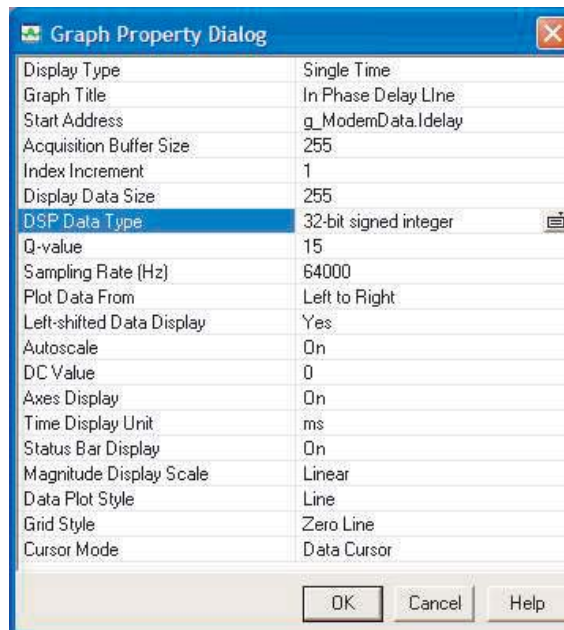 Graph Property Dialog
Display Type Single Time
Graph Title In Phase Delay LIne
Start Address g_ModemData.Idelay
Acquisition Buffer Size 255
Index Increment 1
Display Data Size 255
DSP Data Type 32-bit signed integer
Q-value 15
Sampling Rate (Hz) 64000
Plot Data From Left to Right
Left-shifted Data Display Yes
Autoscale On
DC Value 0
Axes Display On
Time Display Unit ms
Status Bar Display On
Magnitude Display Scale Linear
Data Plot Style Line
Grid Style Zero Line
Cursor Mode Data Cursor
OK Cancel Help